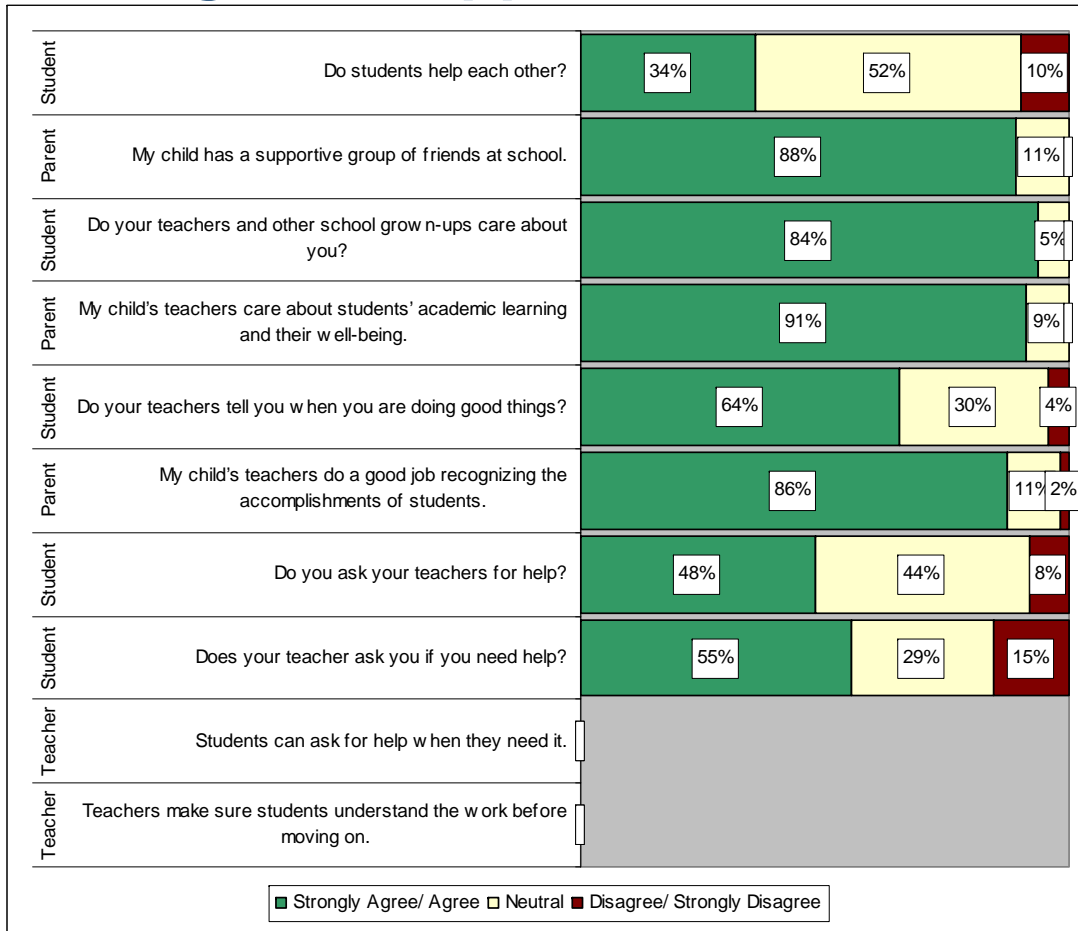 Student
Do students help each other?
34%
52%
10%
Parent
My child has a supportive group of friends at school.
88%
11%
Student
Do your teachers and other school grown-ups care about
you?
84%
5%
Parent
My child's teachers care about students' academic learning
and their well-being.
91%
9%
Student
Do your teachers tell you when you are doing good things?
64%
30%
4%
Parent
My child's teachers do a good job recognizing the
accomplishments of students.
86%
11%
2%
Student
Do you ask your teachers for help?
48%
44%
8%
Student
Does your teacher ask you if you need help?
55%
29%
15%
Teacher
Students can ask for help when they need it.
Teacher
Teachers make sure students understand the work before
moving on.
Strongly Agree/ Agree Neutral Disagree/ Strongly Disagree